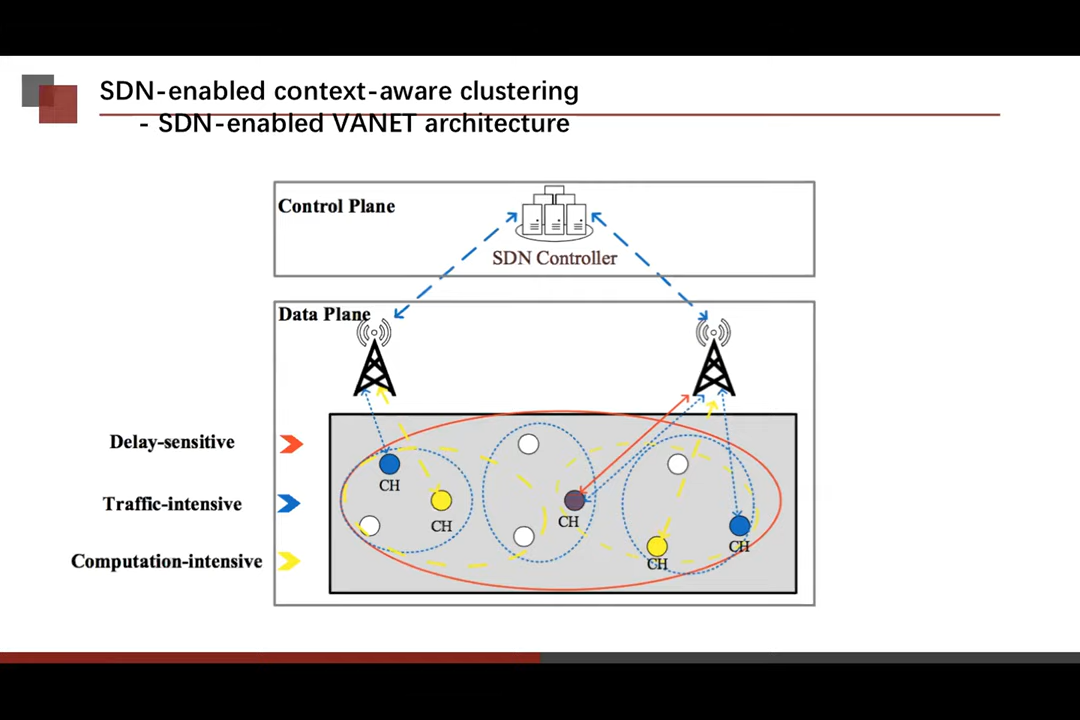 SDN-enabled context-aware clustering
- SDN-enabled VANET architecture
Control Plane
SDN Controller
Data Plane
Delay-sensitive
Traffic-intensive
Computation-intensive
CH
CH
CH
CH
CH